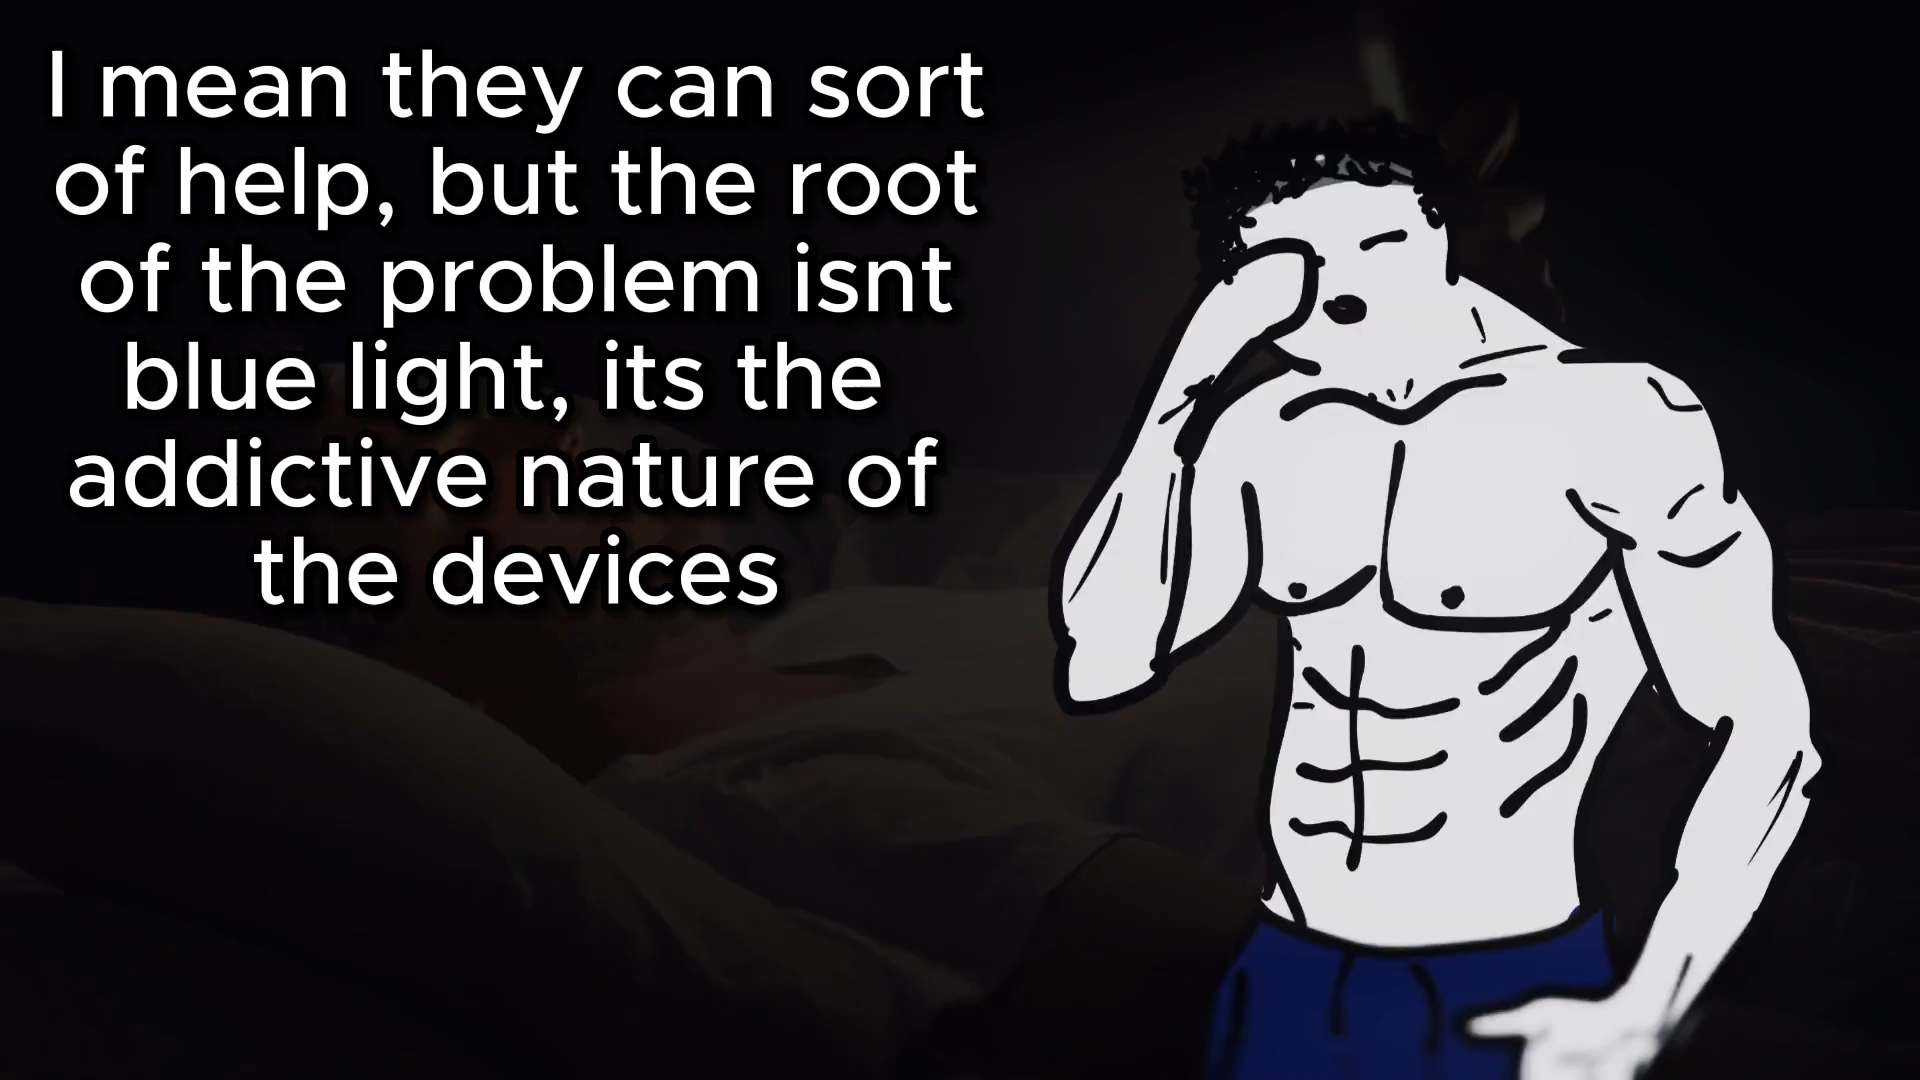 I mean they can sort
of help, but the root
of the problem isnt
blue light, its the
addictive nature of
the devices